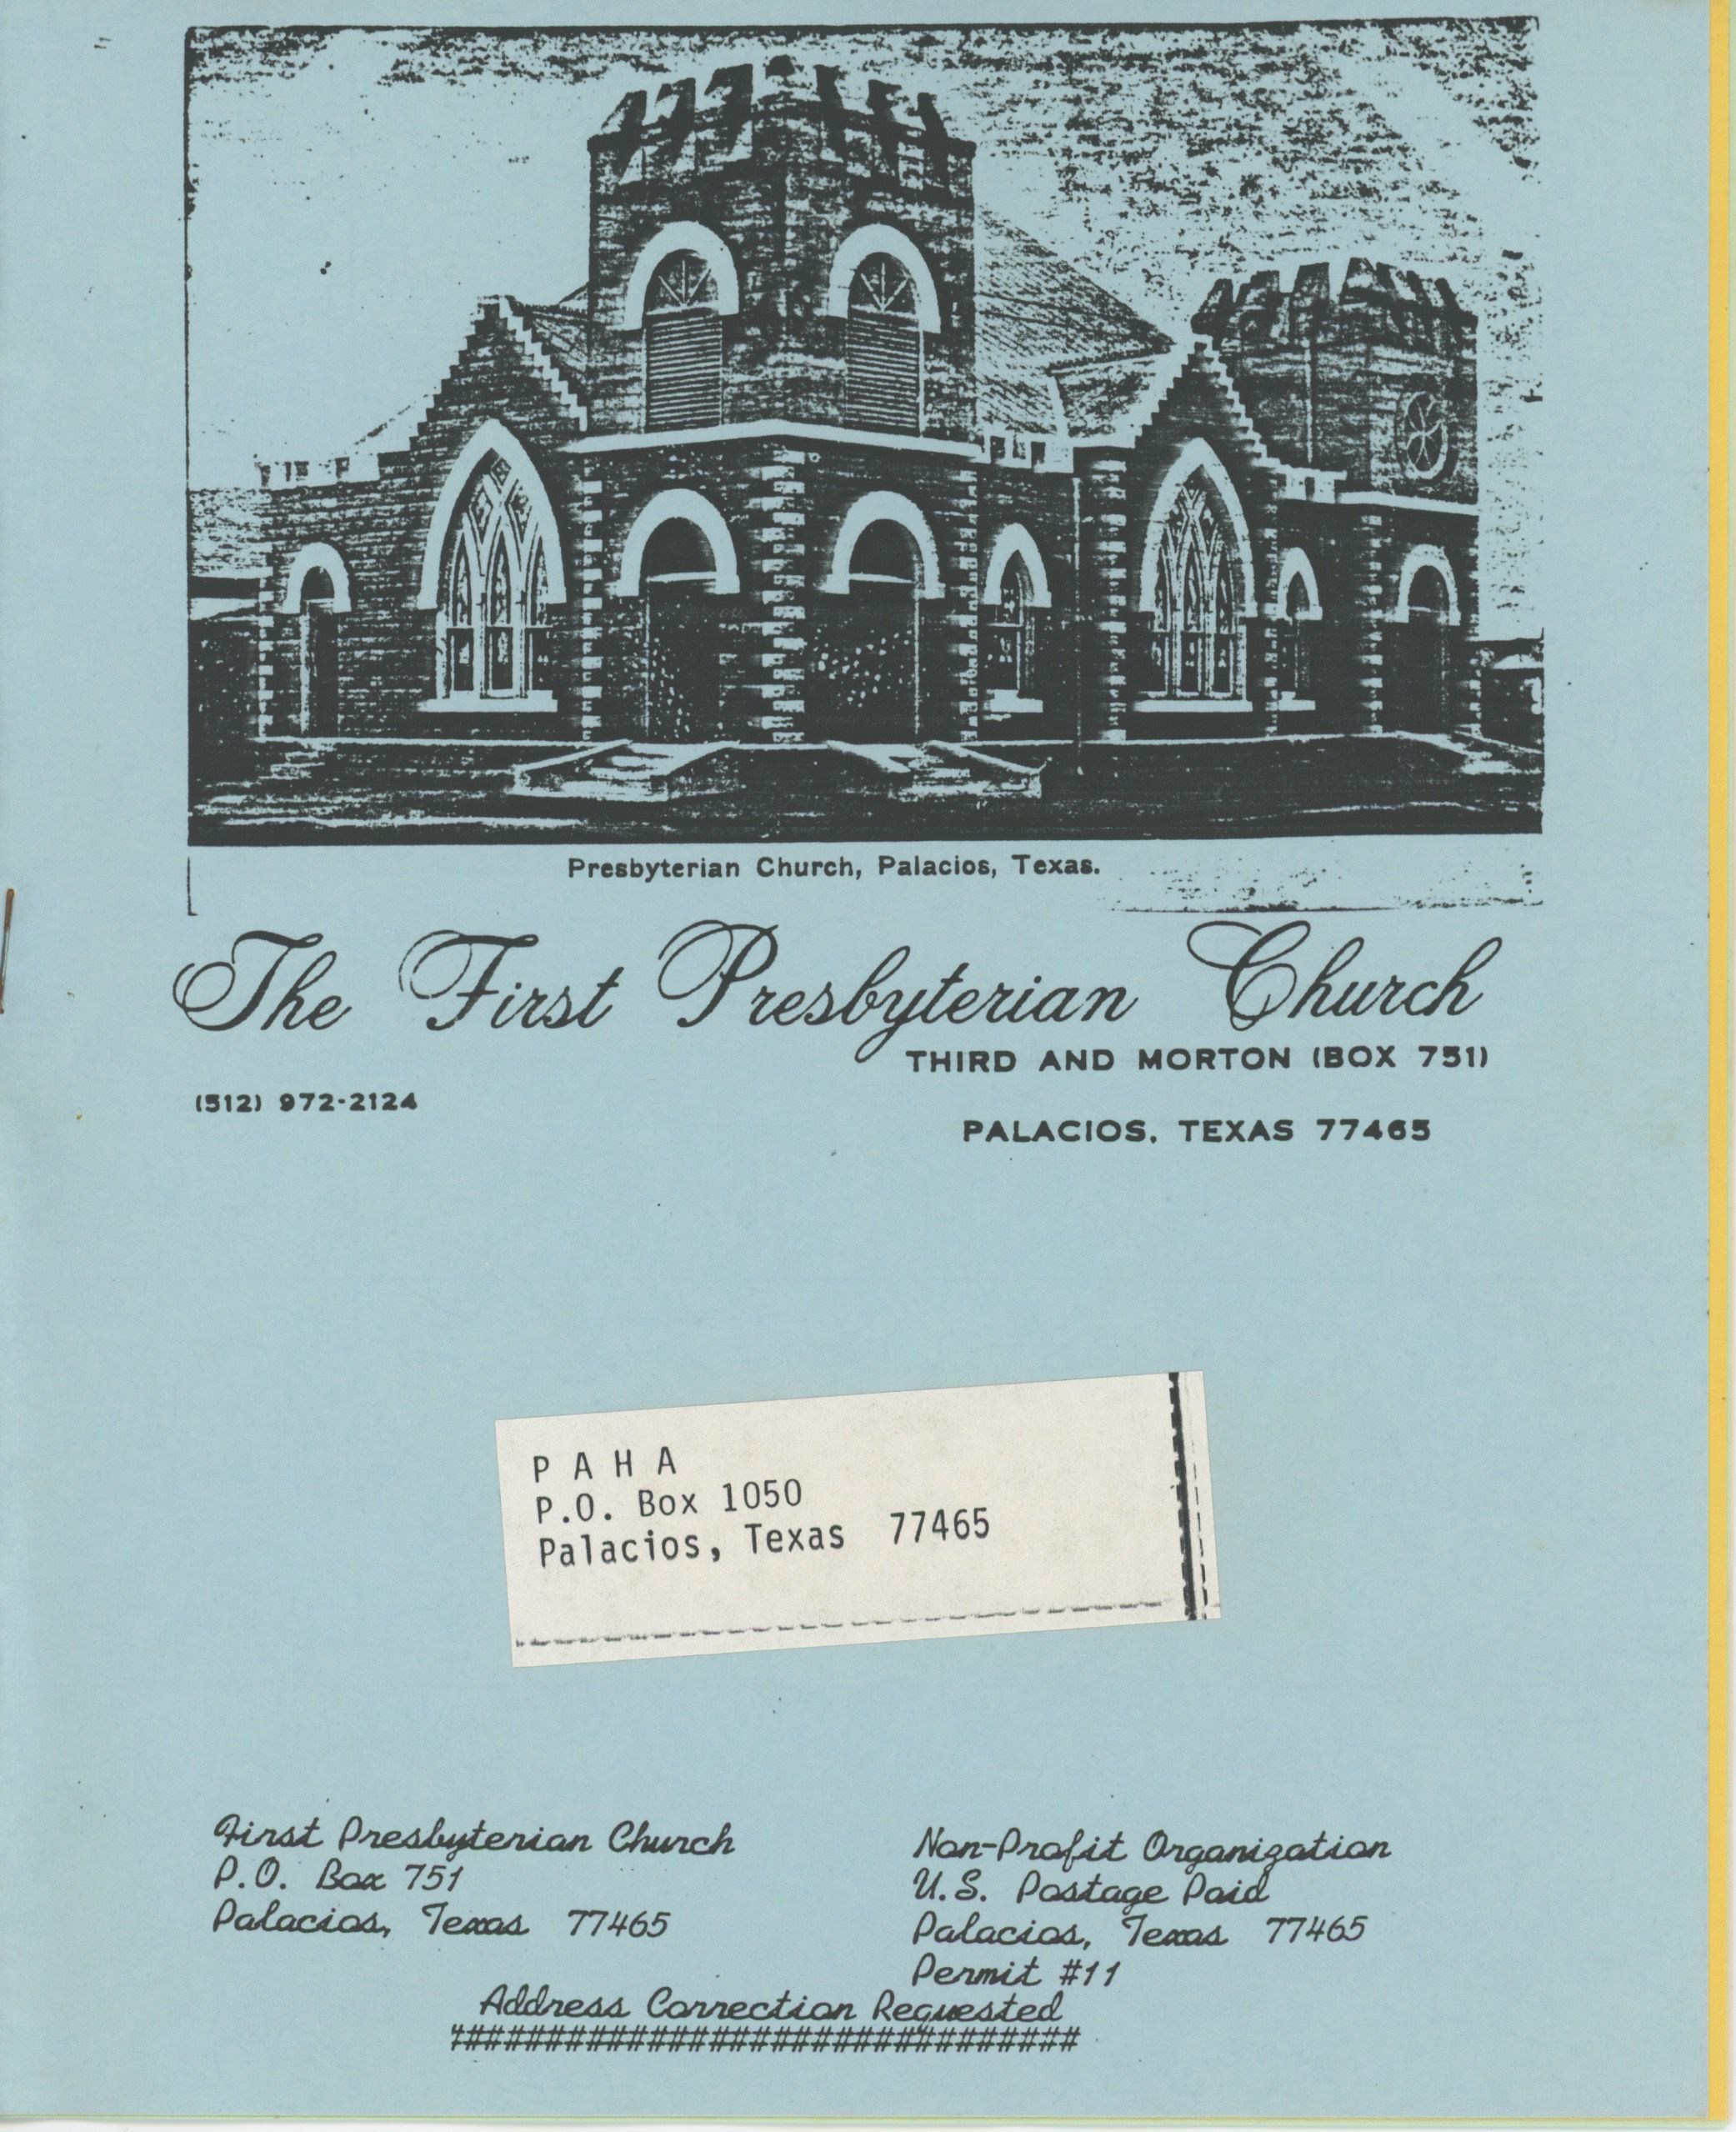 Presbyterian Church, Palacios, Texas.
The First Presbyterian Church
THIRD AND MORTON (BOX 751)
(512) 972-2124
PALACIOS, TEXAS 77465
P A H A
P.O. Box 1050
Palacios, Texas 77465
First Presbyterian Church
P.O. Box 751
Palacios, Texas 77465
Non-Profit Organization
U.S. Postage Paid
Palacios, Texas 77465
Permit #11
Address Correction Requested
#####################################